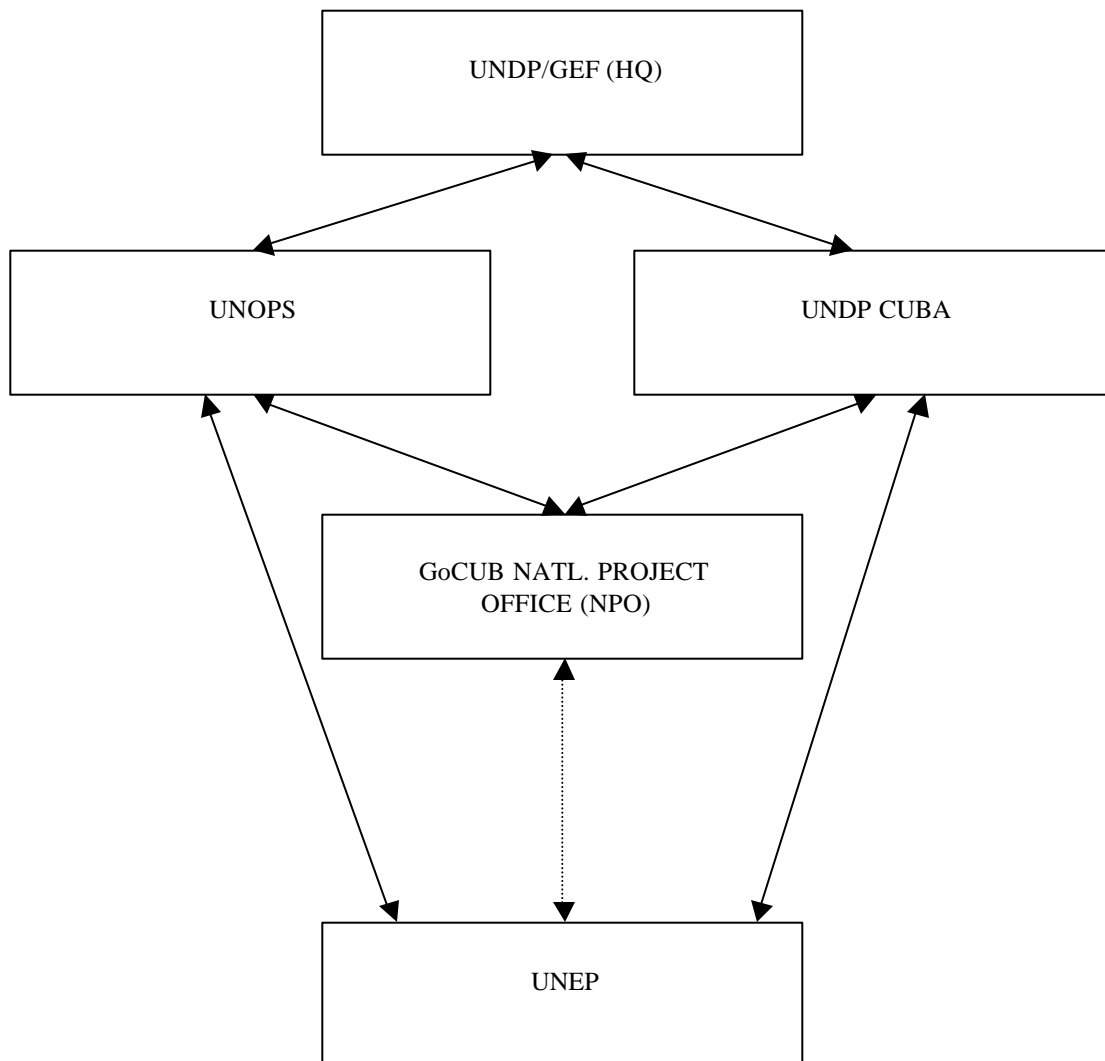 UNDP/GEF (HQ)
UNOPS
UNDP CUBA
GoCUB NATL. PROJECT
OFFICE (NPO)
UNEP